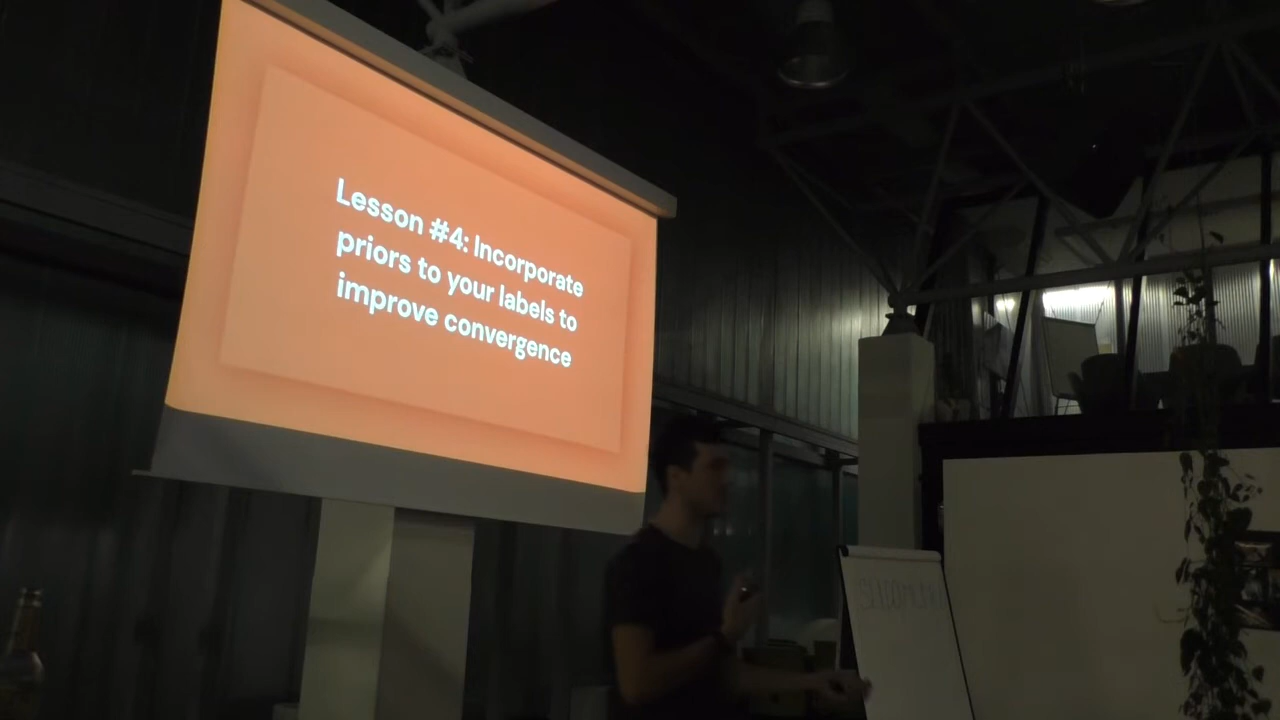 Lesson #4: Incorporate
priors to your labels to
improve convergence